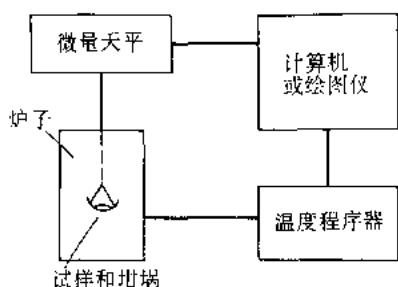 微量天平
计算机
或绘图仪
炉子
温度程序器
试样和坩埚